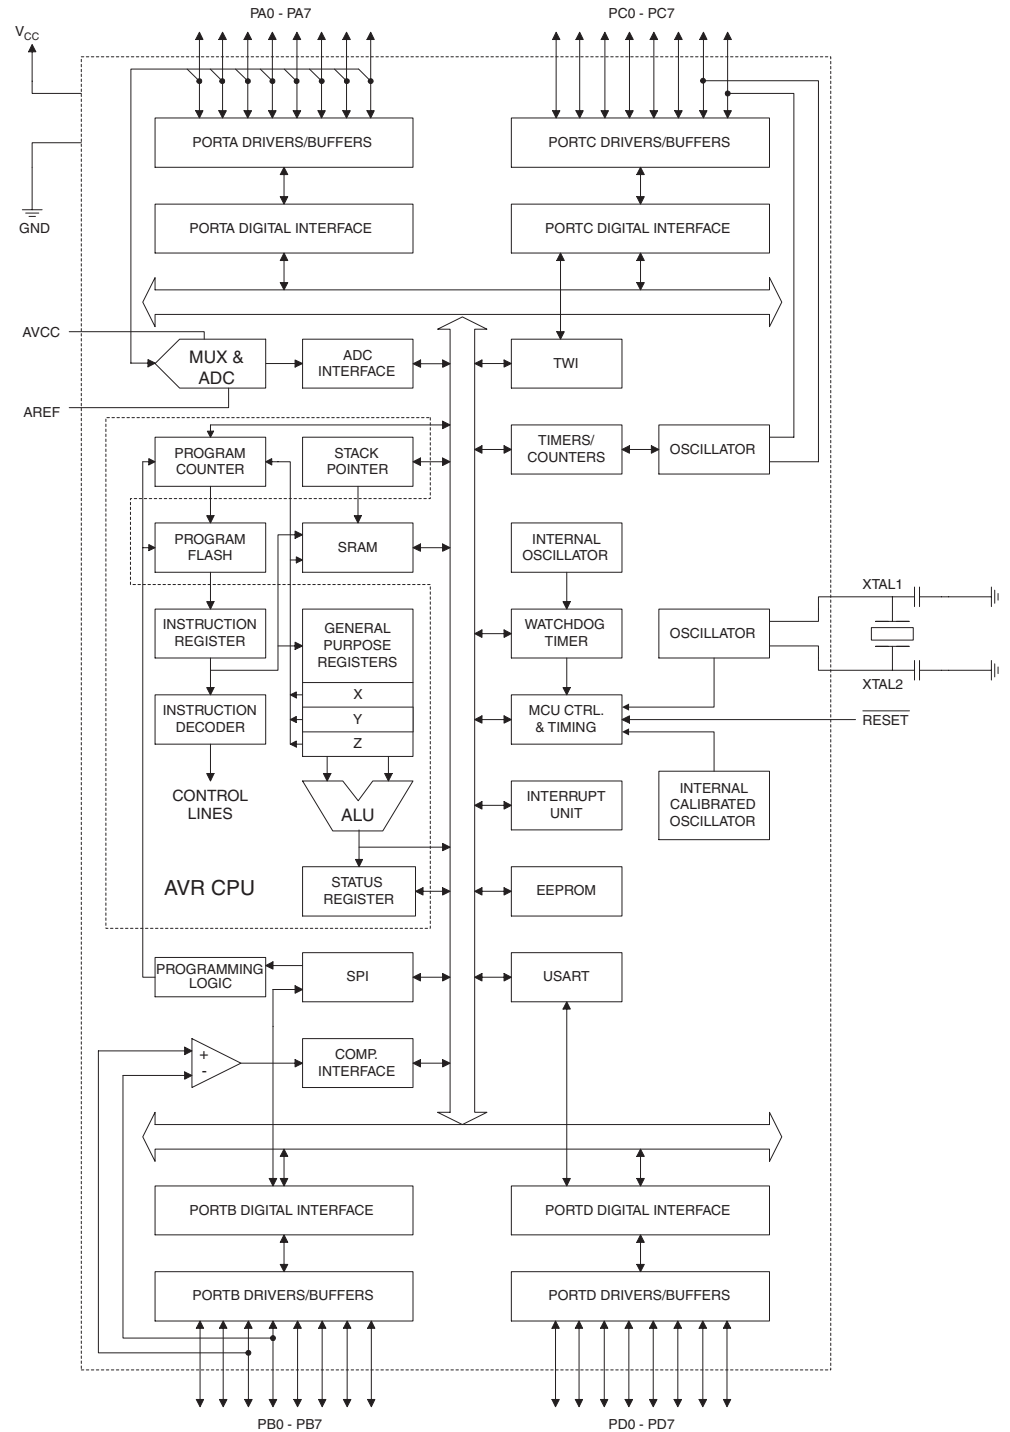 PA0 - PA7
PC0 - PC7
VCC
PORTA DRIVERS/BUFFERS
PORTC DRIVERS/BUFFERS
GND
PORTA DIGITAL INTERFACE
PORTC DIGITAL INTERFACE
AVCC
MUX &
ADC
ADC
INTERFACE
TWI
AREF
PROGRAM
COUNTER
STACK
POINTER
TIMERS/
COUNTERS
OSCILLATOR
PROGRAM
FLASH
SRAM
INTERNAL
OSCILLATOR
XTAL1
INSTRUCTION
REGISTER
GENERAL
PURPOSE
REGISTERS
WATCHDOG
TIMER
OSCILLATOR
XTAL2
X
INSTRUCTION
DECODER
Y
MCU CTRL.
& TIMING
RESET
Z
CONTROL
LINES
ALU
INTERRUPT
UNIT
INTERNAL
CALIBRATED
OSCILLATOR
AVR CPU
STATUS
REGISTER
EEPROM
PROGRAMMING
LOGIC
SPI
USART
+
-
COMP.
INTERFACE
PORTB DIGITAL INTERFACE
PORTD DIGITAL INTERFACE
PORTB DRIVERS/BUFFERS
PORTD DRIVERS/BUFFERS
PB0 - PB7
PD0 - PD7